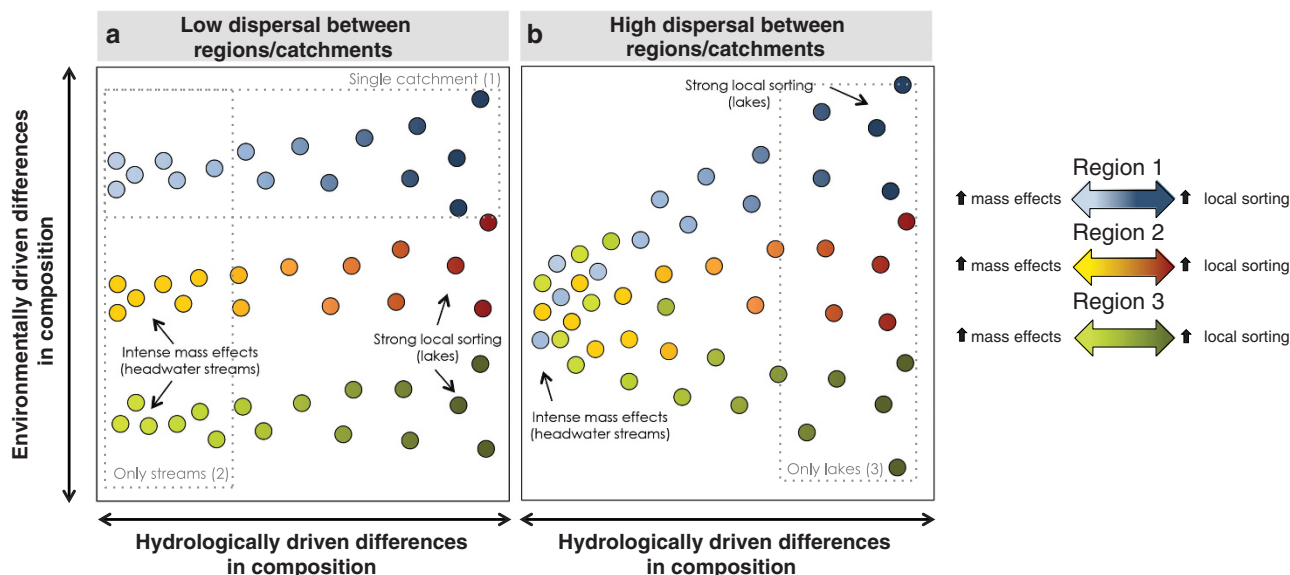 a
Low dispersal between
regions/catchments
b
High dispersal between
regions/catchments
Environmentally driven differences
in composition
Single catchment (1)
Intense mass effects
(headwater streams)
Strong local sorting
(lakes)
Only streams (2)
Strong local sorting
(lakes)
Intense mass effects
(headwater streams)
Only lakes (3)
Hydrologically driven differences
in composition
Hydrologically driven differences
in composition
Region 1
mass effects local sorting
Region 2
mass effects local sorting
Region 3
mass effects local sorting